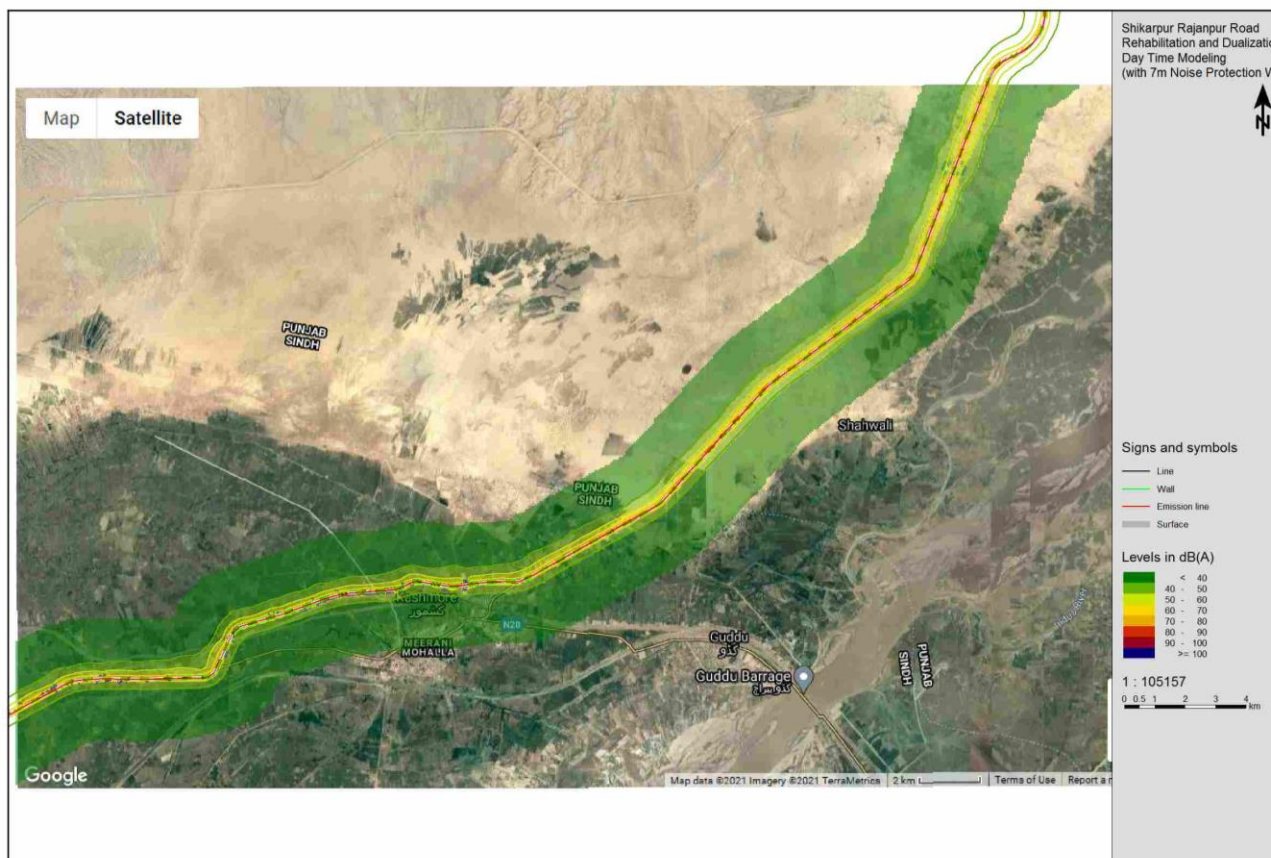 Shikarpur Rajanpur Road
Rehabilitation and Dualizatio
Day Time Modeling
(with 7m Noise Protection W
N
Map Satellite
PUNJAB
SINDH
Shahwali
PUNJAB
SINDH
Kashmore
کشمور
N20
MEERANI
MOHALLA
Guddu
گڈو
Guddu Barrage
گڈو بیراج
PUNJAB
SINDH
Indus River
Google
Map data ©2021 Imagery ©2021 TerraMetrics 2 km Terms of Use Report a m
Signs and symbols
Line
Wall
Emission line
Surface
Levels in dB(A)
< 40
40 - 50
50 - 60
60 - 70
70 - 80
80 - 90
90 - 100
>= 100
1 : 105157
0 0.5 1 2 3 4
km